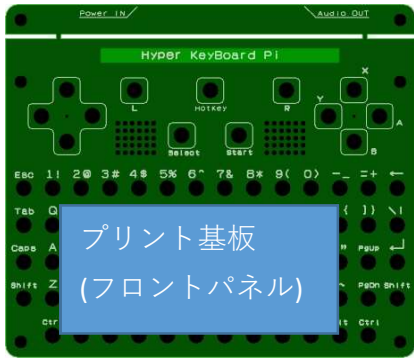 Power IN
Audio OUT
Hyper KeyBoard Pi
X
L HotKey R Y A
Select Start B
ESC 1! 2@ 3# 4$ 5% 6^ 7& 8* 9( 0) -_ =+ ←
Tab Q { ]} \|
Caps A " PgUp ↵
Shift Z PgDn Shift
Ctr t Ctrl
プリント基板
(フロントパネル)